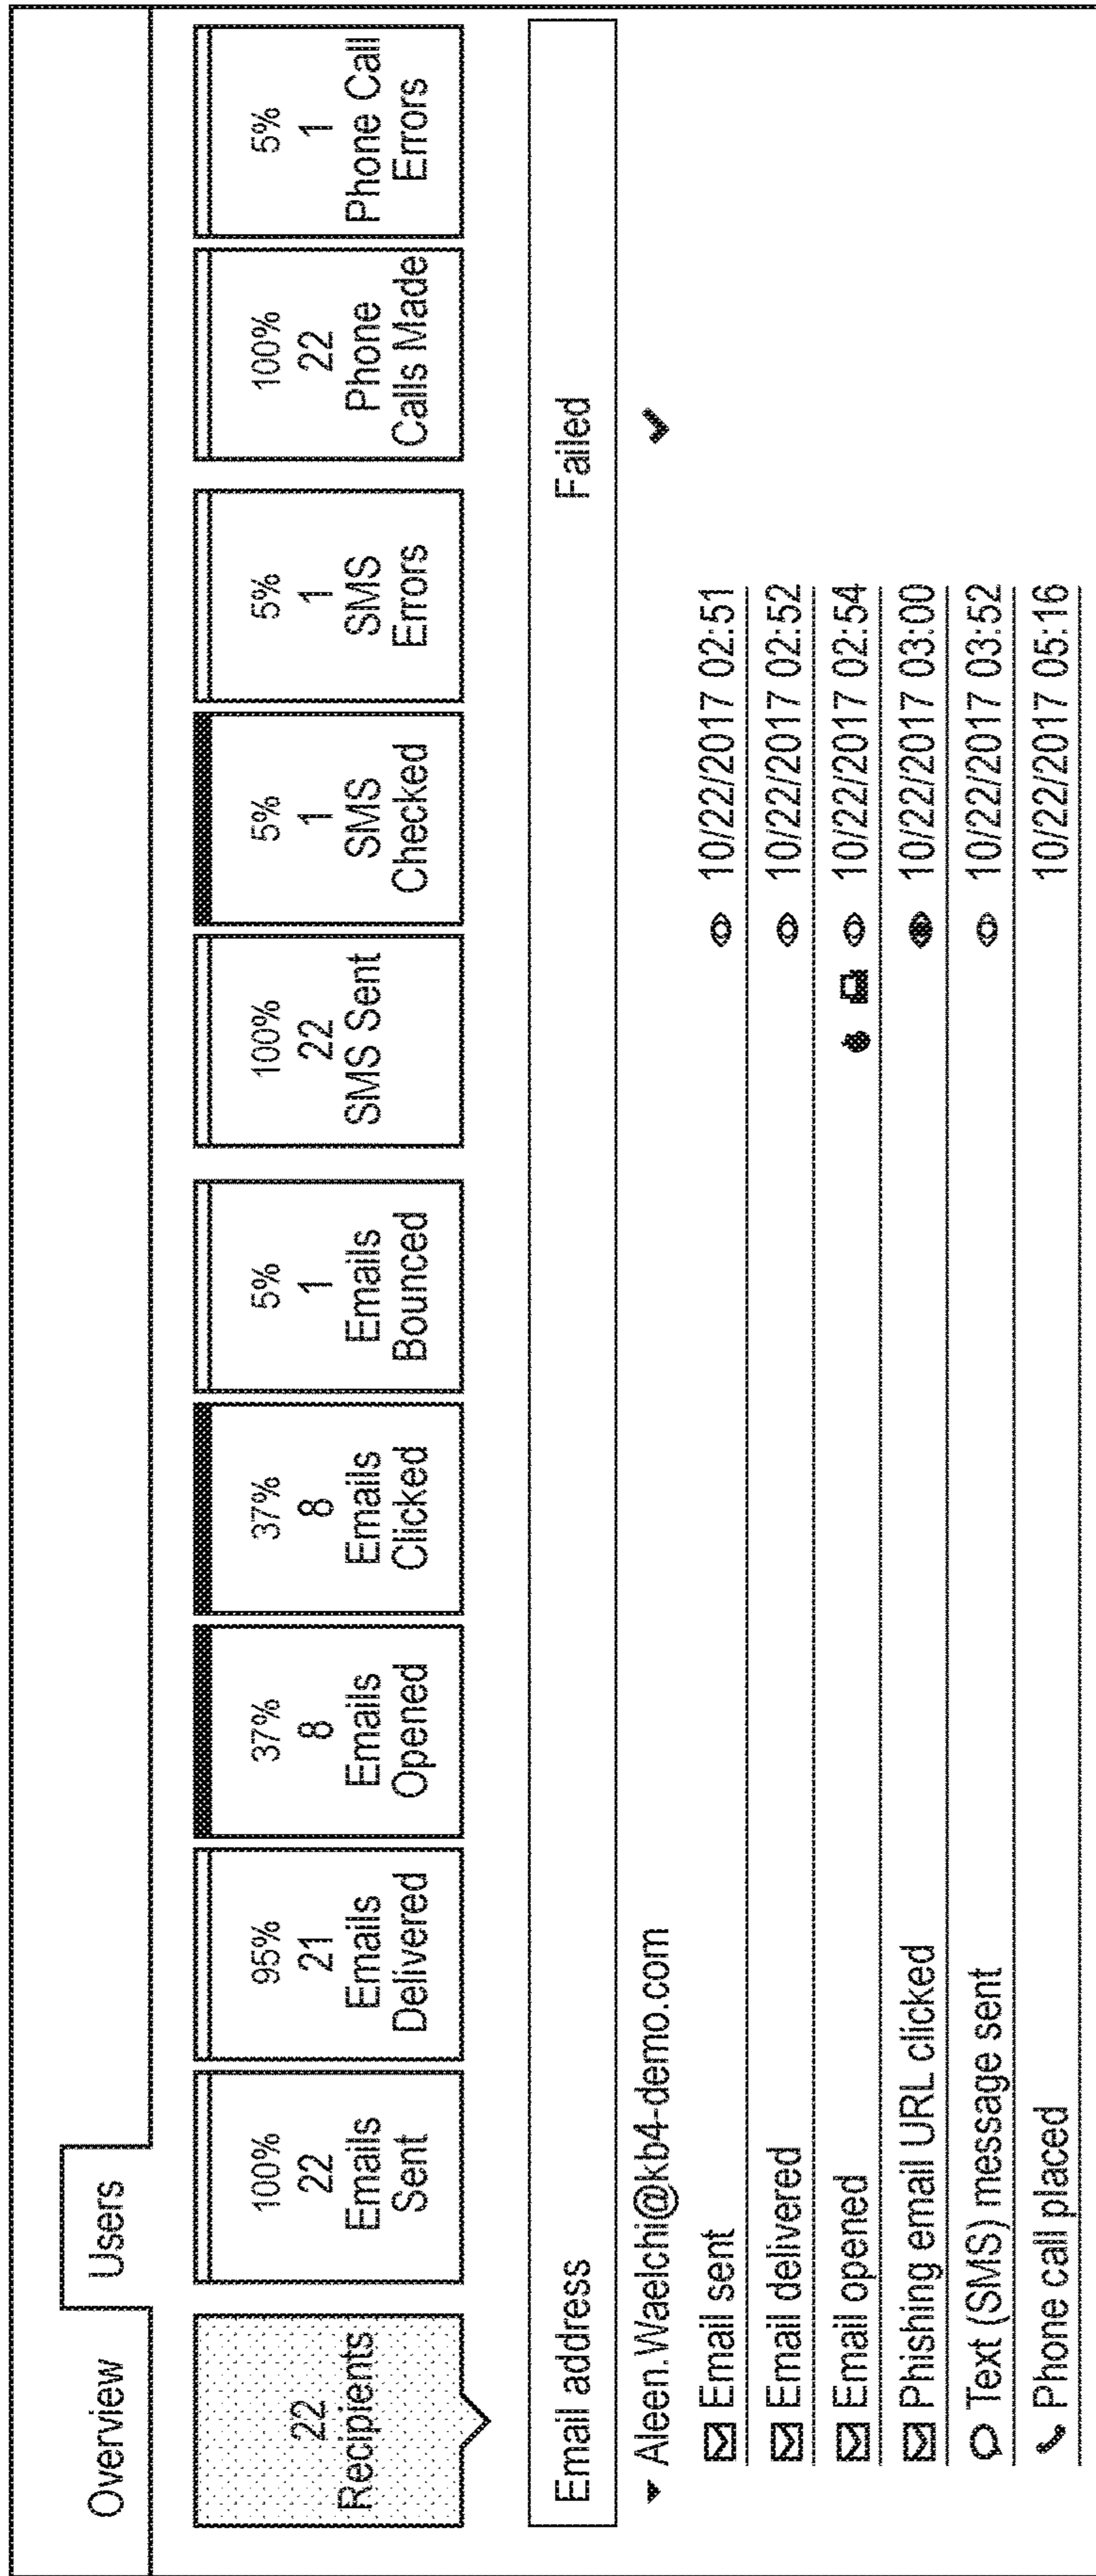 Overview
Users
22
Recipients
100%
22
Emails
Sent
95%
21
Emails
Delivered
37%
8
Emails
Opened
37%
8
Emails
Clicked
5%
1
Emails
Bounced
100%
22
SMS Sent
5%
1
SMS
Checked
5%
1
SMS
Errors
100%
22
Phone
Calls Made
5%
1
Phone Call
Errors
Email address Failed
Aleen.Waelchi@kb4-demo.com
Email sent 10/22/2017 02:51
Email delivered 10/22/2017 02:52
Email opened 10/22/2017 02:54
Phishing email URL clicked 10/22/2017 03:00
Text (SMS) message sent 10/22/2017 03:52
Phone call placed 10/22/2017 05:16